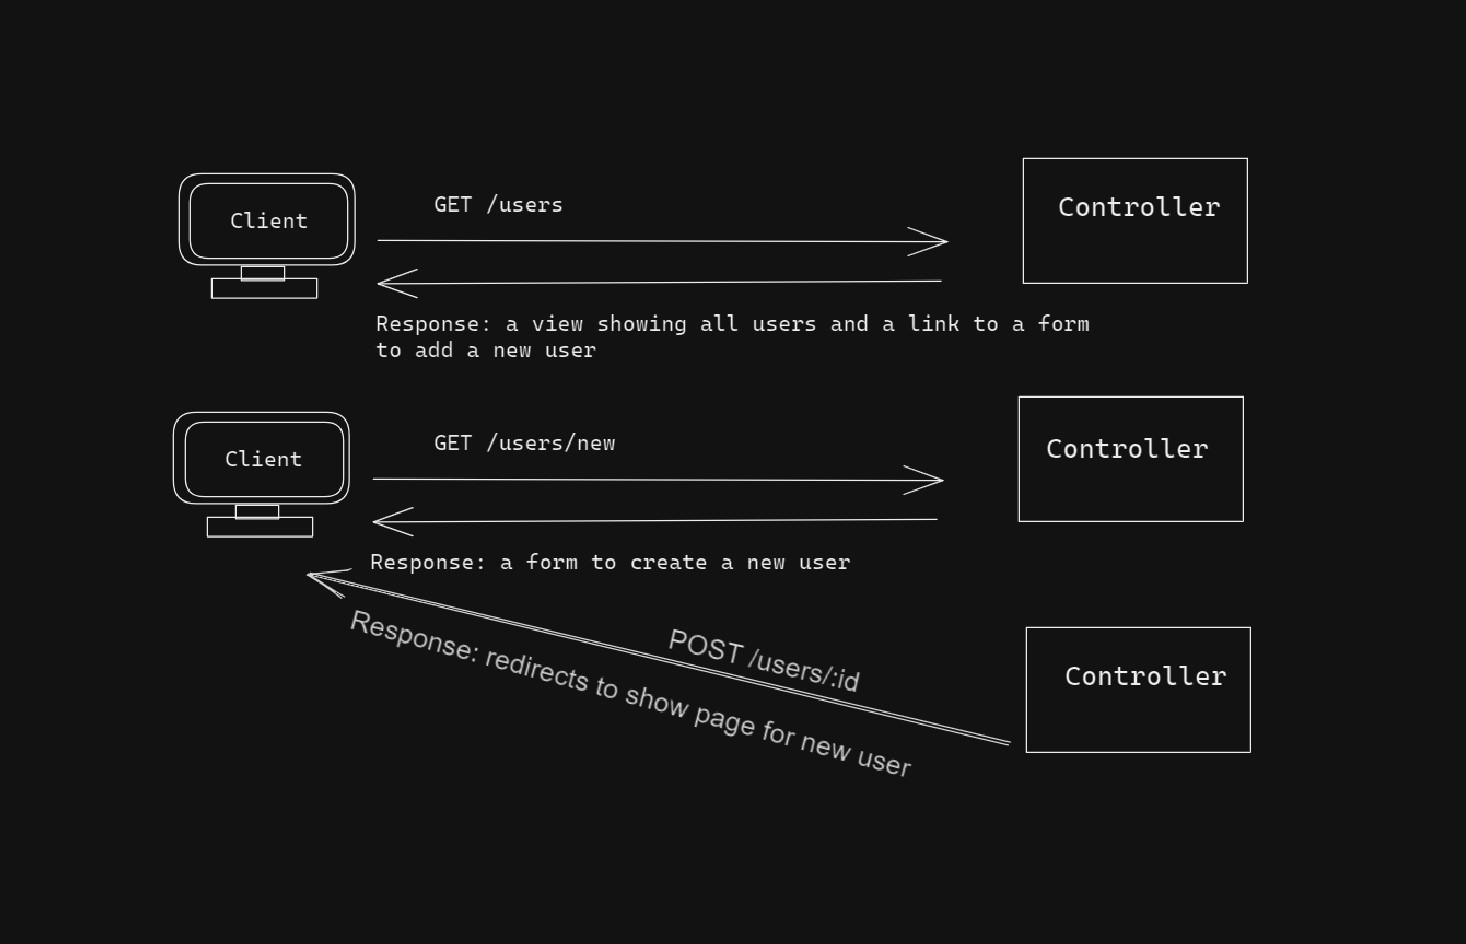 Client
GET /users
Controller
Response: a view showing all users and a link to a form
to add a new user
Client
GET /users/new
Controller
Response: a form to create a new user
POST /users/:id
Response: redirects to show page for new user
Controller